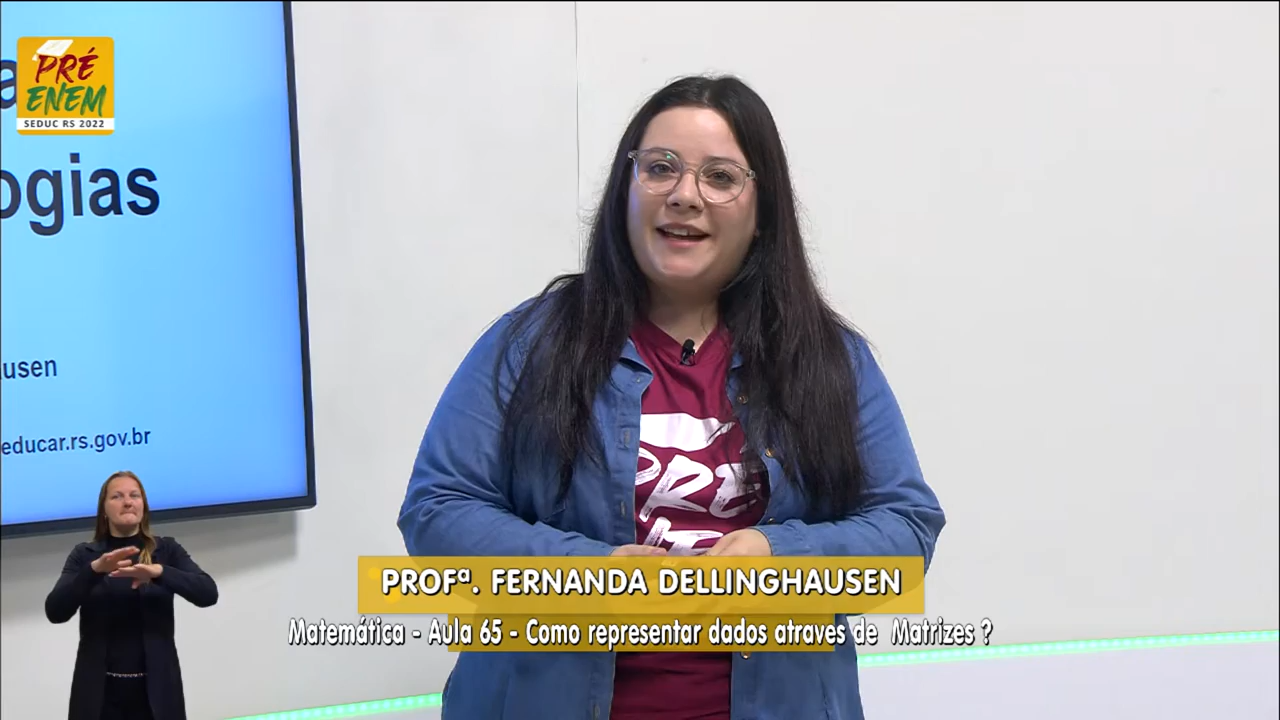 PRÉ
ENEM
SEDUC RS 2022
ogias
usen
educar.rs.gov.br
PRE
PROFª. FERNANDA DELLINGHAUSEN
Matemática - Aula 65 - Como representar dados atraves de Matrizes ?